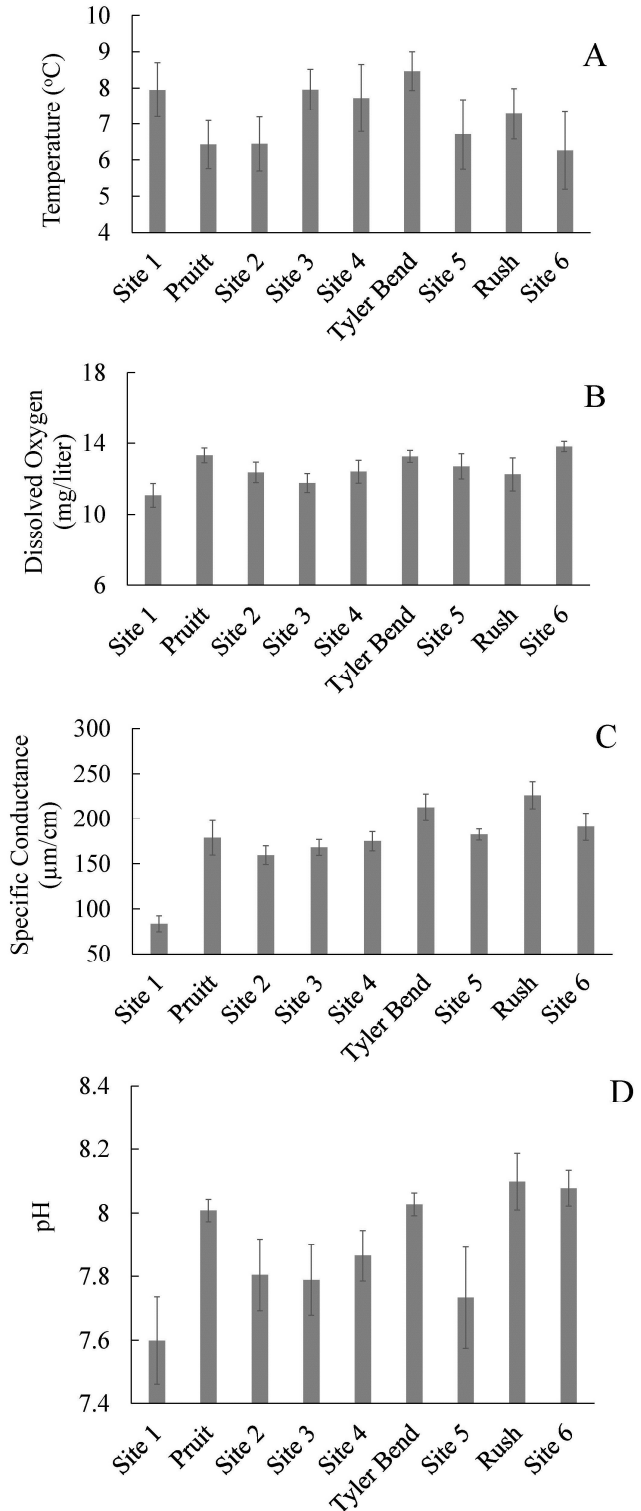 A
Temperature (°C)
10
9
8
7
6
5
4
Site 1
Pruitt
Site 2
Site 3
Site 4
Tyler Bend
Site 5
Rush
Site 6
B
Dissolved Oxygen
(mg/liter)
18
14
10
6
Site 1
Pruitt
Site 2
Site 3
Site 4
Tyler Bend
Site 5
Rush
Site 6
C
Specific Conductance
(µm/cm)
300
250
200
150
100
50
Site 1
Pruitt
Site 2
Site 3
Site 4
Tyler Bend
Site 5
Rush
Site 6
D
pH
8.4
8.2
8
7.8
7.6
7.4
Site 1
Pruit
Site 2
Site 3
Site 4
Tyler Bend
Site 5
Rush
Site 6